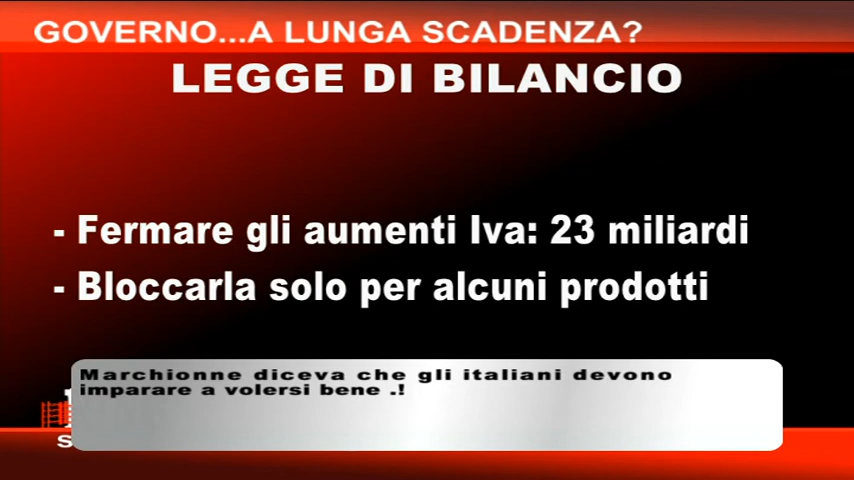 GOVERNO...A LUNGA SCADENZA?
LEGGE DI BILANCIO
- Fermare gli aumenti Iva: 23 miliardi
- Bloccarla solo per alcuni prodotti
Marchionne diceva che gli italiani devono
imparare a volersi bene .!